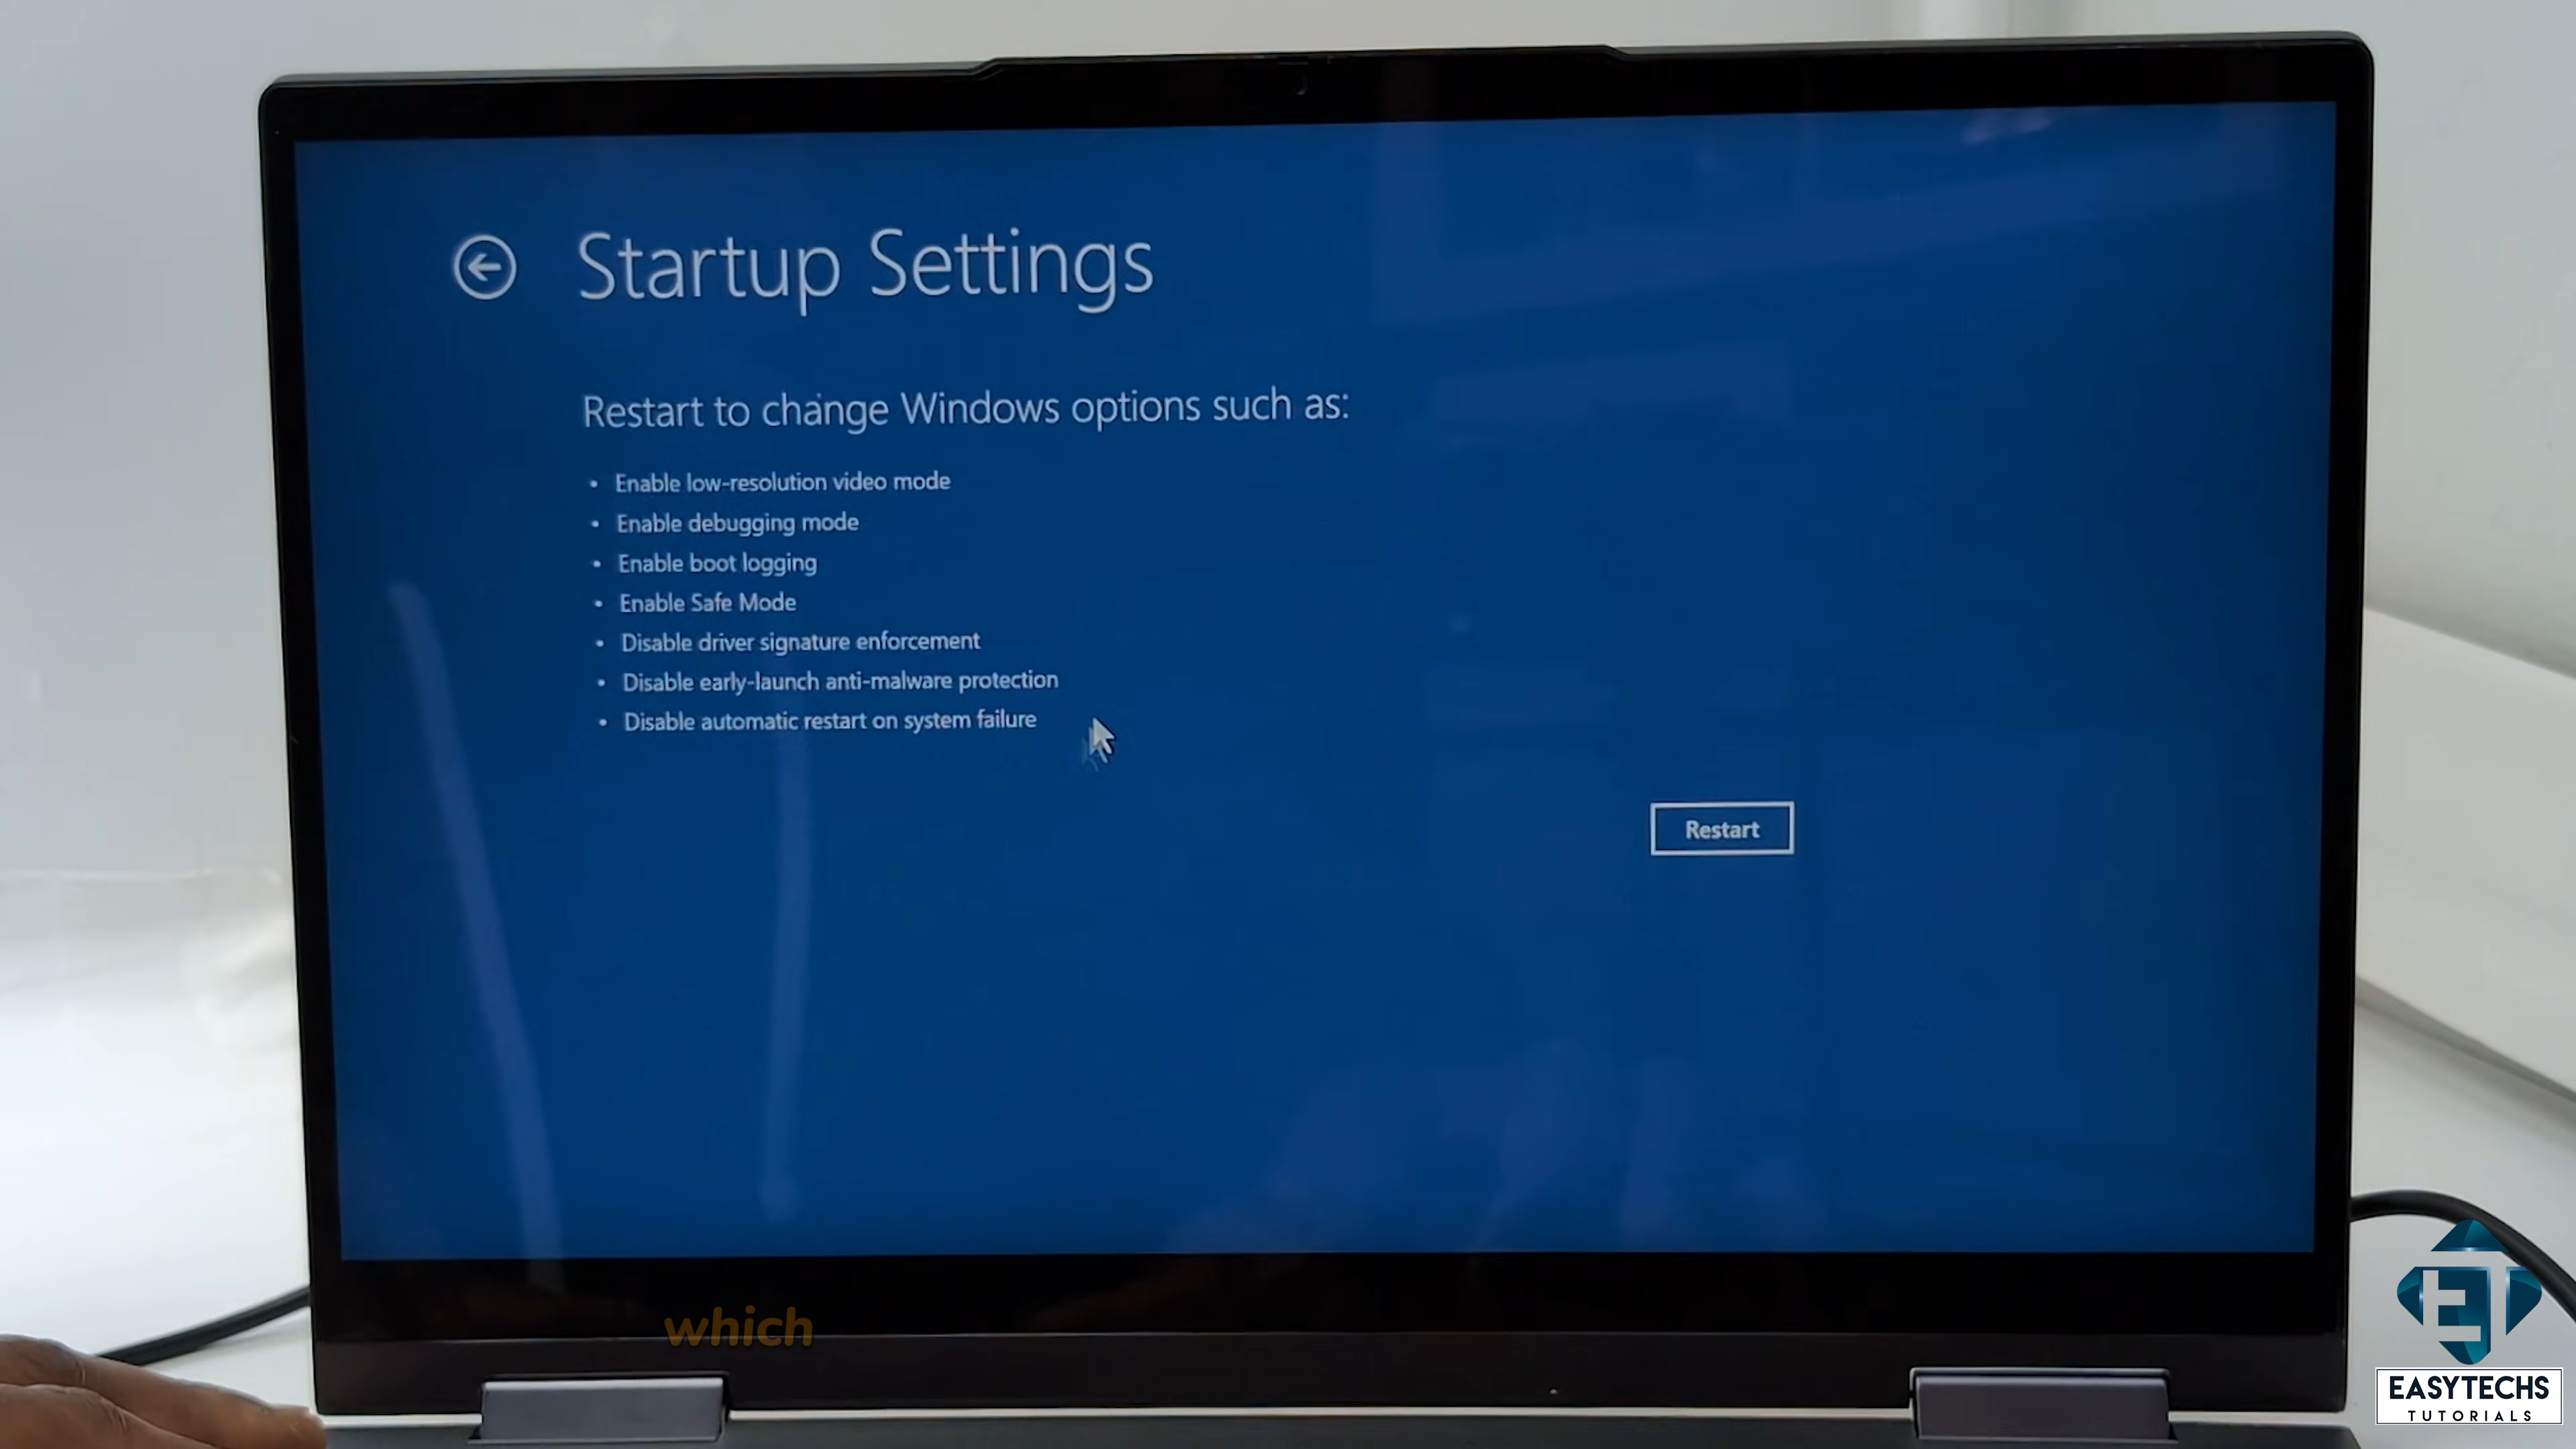 Startup Settings
Restart to change Windows options such as:
• Enable low-resolution video mode
• Enable debugging mode
• Enable boot logging
• Enable Safe Mode
• Disable driver signature enforcement
• Disable early-launch anti-malware protection
• Disable automatic restart on system failure
Restart
which
ET
EASYTECHS
TUTORIALS